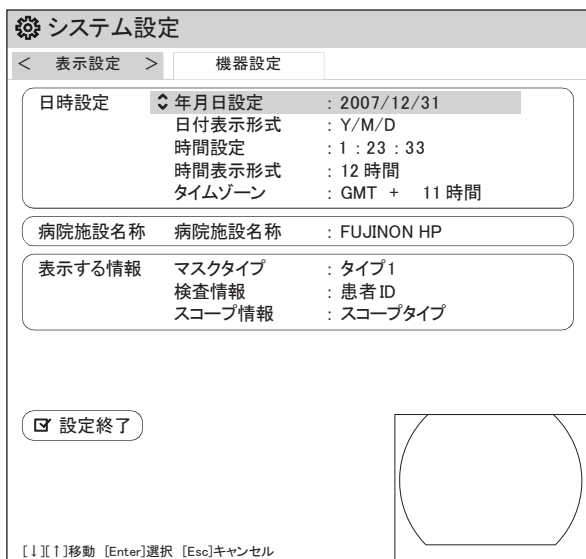 システム設定
< 表示設定 > 機器設定
日時設定 年月日設定 : 2007/12/31
日付表示形式 : Y/M/D
時間設定 : 1 : 23 : 33
時間表示形式 : 12 時間
タイムゾーン : GMT + 11 時間
病院施設名称 病院施設名称 : FUJINON HP
表示する情報 マスクタイプ : タイプ1
検査情報 : 患者ID
スコープ情報 : スコープタイプ
設定終了
[↓][↑]移動 [Enter]選択 [Esc]キャンセル